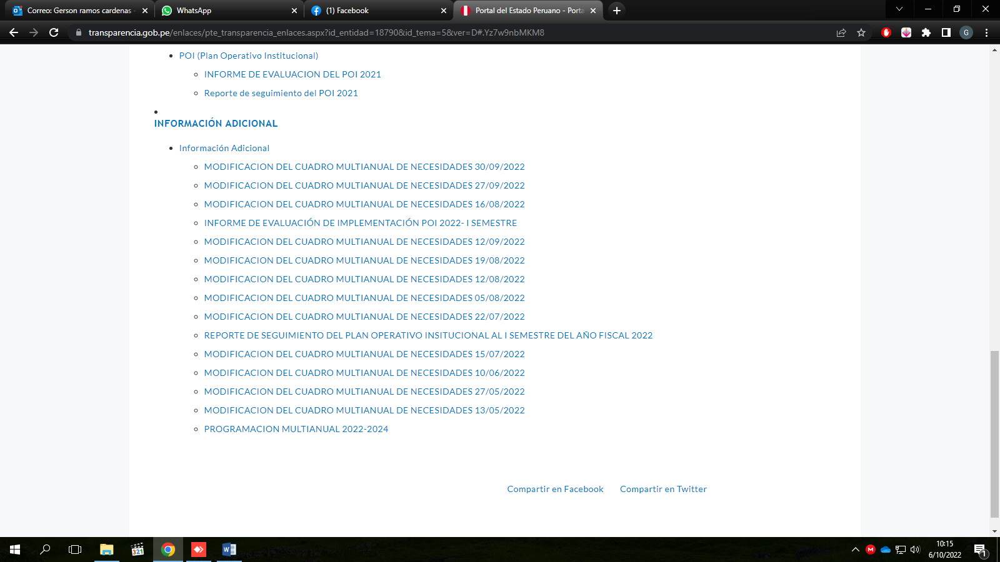 Correo: Gerson ramos cardenas -
WhatsApp
(1) Facebook
Portal del Estado Peruano - Porta
transparencia.gob.pe/enlaces/pte_transparencia_enlaces.aspx?id_entidad=18790&id_tema=5&ver=D#.Yz7w9nbMKM8
G
POI (Plan Operativo Institucional)
INFORME DE EVALUACION DEL POI 2021
Reporte de seguimiento del POI 2021
INFORMACIÓN ADICIONAL
Información Adicional
MODIFICACION DEL CUADRO MULTIANUAL DE NECESIDADES 30/09/2022
MODIFICACION DEL CUADRO MULTIANUAL DE NECESIDADES 27/09/2022
MODIFICACION DEL CUADRO MULTIANUAL DE NECESIDADES 16/08/2022
INFORME DE EVALUACIÓN DE IMPLEMENTACIÓN POI 2022- I SEMESTRE
MODIFICACION DEL CUADRO MULTIANUAL DE NECESIDADES 12/09/2022
MODIFICACION DEL CUADRO MULTIANUAL DE NECESIDADES 19/08/2022
MODIFICACION DEL CUADRO MULTIANUAL DE NECESIDADES 12/08/2022
MODIFICACION DEL CUADRO MULTIANUAL DE NECESIDADES 05/08/2022
MODIFICACION DEL CUADRO MULTIANUAL DE NECESIDADES 22/07/2022
REPORTE DE SEGUIMIENTO DEL PLAN OPERATIVO INSITUCIONAL AL I SEMESTRE DEL AÑO FISCAL 2022
MODIFICACION DEL CUADRO MULTIANUAL DE NECESIDADES 15/07/2022
MODIFICACION DEL CUADRO MULTIANUAL DE NECESIDADES 10/06/2022
MODIFICACION DEL CUADRO MULTIANUAL DE NECESIDADES 27/05/2022
MODIFICACION DEL CUADRO MULTIANUAL DE NECESIDADES 13/05/2022
PROGRAMACION MULTIANUAL 2022-2024
Compartir en Facebook Compartir en Twitter
321
10:15
6/10/2022
1